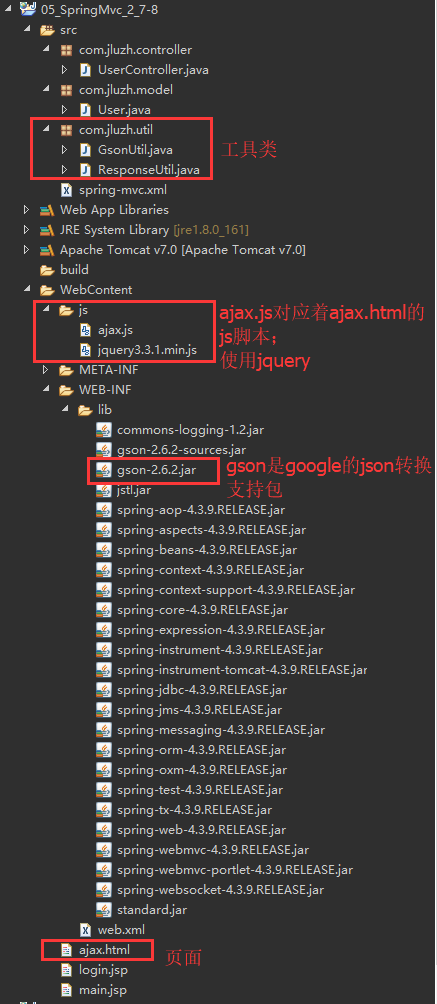 05_SpringMvc_2_7-8
src
com.jluzh.controller
UserController.java
com.jluzh.model
User.java
com.jluzh.util
GsonUtil.java
工具类
ResponseUtil.java
spring-mvc.xml
Web App Libraries
JRE System Library [jre1.8.0_161]
Apache Tomcat v7.0 [Apache Tomcat v7.0]
build
WebContent
js
ajax.js
jquery3.3.1.min.js
ajax.js对应着ajax.html的
js脚本；
使用jquery
META-INF
WEB-INF
lib
commons-logging-1.2.jar
gson-2.6.2-sources.jar
gson-2.6.2.jar
gson是google的json转换
支持包
jstl.jar
spring-aop-4.3.9.RELEASE.jar
spring-aspects-4.3.9.RELEASE.jar
spring-beans-4.3.9.RELEASE.jar
spring-context-4.3.9.RELEASE.jar
spring-context-support-4.3.9.RELEASE.jar
spring-core-4.3.9.RELEASE.jar
spring-expression-4.3.9.RELEASE.jar
spring-instrument-4.3.9.RELEASE.jar
spring-instrument-tomcat-4.3.9.RELEASE.jar
spring-jdbc-4.3.9.RELEASE.jar
spring-jms-4.3.9.RELEASE.jar
spring-messaging-4.3.9.RELEASE.jar
spring-orm-4.3.9.RELEASE.jar
spring-oxm-4.3.9.RELEASE.jar
spring-test-4.3.9.RELEASE.jar
spring-tx-4.3.9.RELEASE.jar
spring-web-4.3.9.RELEASE.jar
spring-webmvc-4.3.9.RELEASE.jar
spring-webmvc-portlet-4.3.9.RELEASE.jar
spring-websocket-4.3.9.RELEASE.jar
standard.jar
web.xml
ajax.html
页面
login.jsp
main.jsp